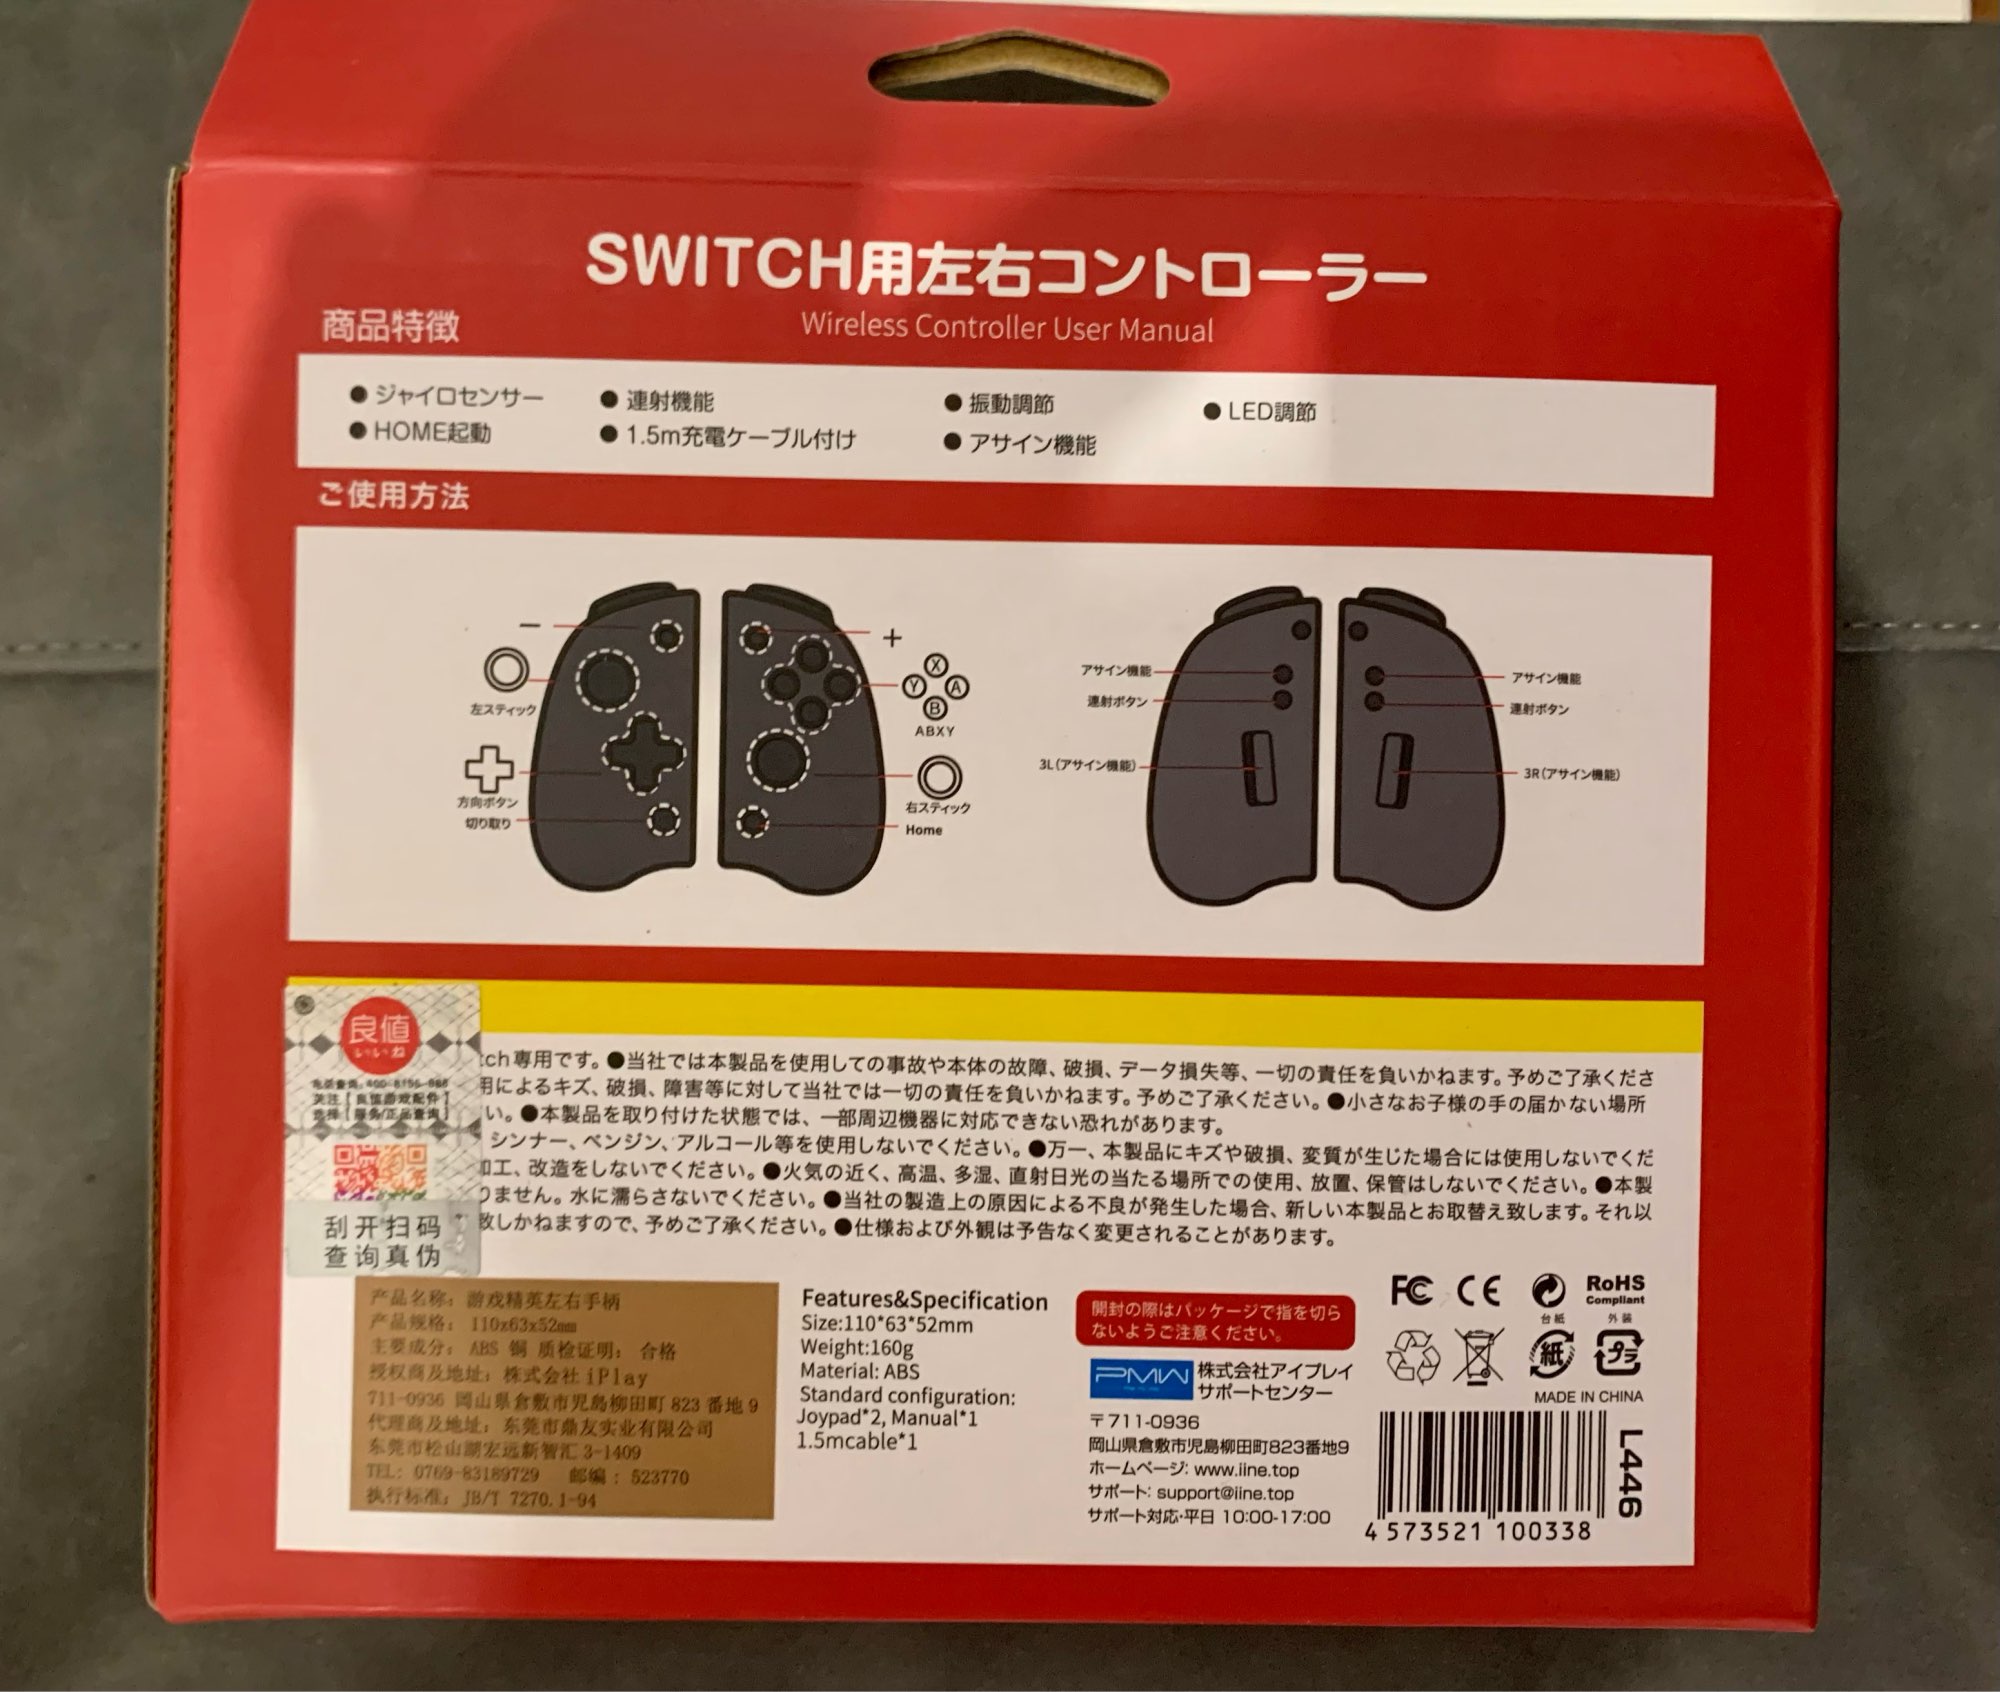 SWITCH用左右コントローラー
Wireless Controller User Manual
商品特徴
●ジャイロセンサー
●連射機能
●振動調節
●LED調節
●HOME起動
●1.5m充電ケーブル付け
●アサイン機能
ご使用方法
−
+
左スティック
X
Y
A
B
ABXY
方向ボタン
切り取り
右スティック
Home
アサイン機能
連射ボタン
3L(アサイン機能)
アサイン機能
連射ボタン
3R(アサイン機能)
良値
いいね
电话查询:400-8155-888
关注【良值游戏配件】
选择【服务/正品查询】
刮开扫码
查询真伪
tch専用です。●当社では本製品を使用しての事故や本体の故障、破損、データ損失等、一切の責任を負いかねます。予めご了承くださ
用によるキズ、破損、障害等に対して当社では一切の責任を負いかねます。予めご了承ください。●小さなお子様の手の届かない場所
い。●本製品を取り付けた状態では、一部周辺機器に対応できない恐れがあります。
シンナー、ベンジン、アルコール等を使用しないでください。●万一、本製品にキズや破損、変質が生じた場合には使用しないでくだ
加工、改造をしないでください。●火気の近く、高温、多湿、直射日光の当たる場所での使用、放置、保管はしないでください。●本製
りません。水に濡らさないでください。●当社の製造上の原因による不良が発生した場合、新しい本製品とお取替え致します。それ以
致しかねますので、予めご了承ください。●仕様および外観は予告なく変更されることがあります。
产品名称：游戏精英左右手柄
产品规格：110z63x52mm
主要成分：ABS 铜 质检证明：合格
授权商及地址：株式会社 iPlay
711-0936 岡山県倉敷市児島柳田町 823 番地 9
代理商及地址：东莞市鼎友实业有限公司
东莞市松山湖宏远新智汇 3-1409
TEL: 0769-83189729 邮编：523770
执行标准：JB/T 7270.1-94
Features&Specification
Size:110*63*52mm
Weight:160g
Material: ABS
Standard configuration:
Joypad*2, Manual*1
1.5mcable*1
開封の際はパッケージで指を切ら
ないようご注意ください。
PMW
株式会社アイプレイ
サポートセンター
〒711-0936
岡山県倉敷市児島柳田町823番地9
ホームページ: www.iine.top
サポート: support@iine.top
サポート対応・平日 10:00-17:00
FC CE
RoHS
Compliant
台紙
外装
紙
プラ
MADE IN CHINA
L446
4 573521 100338